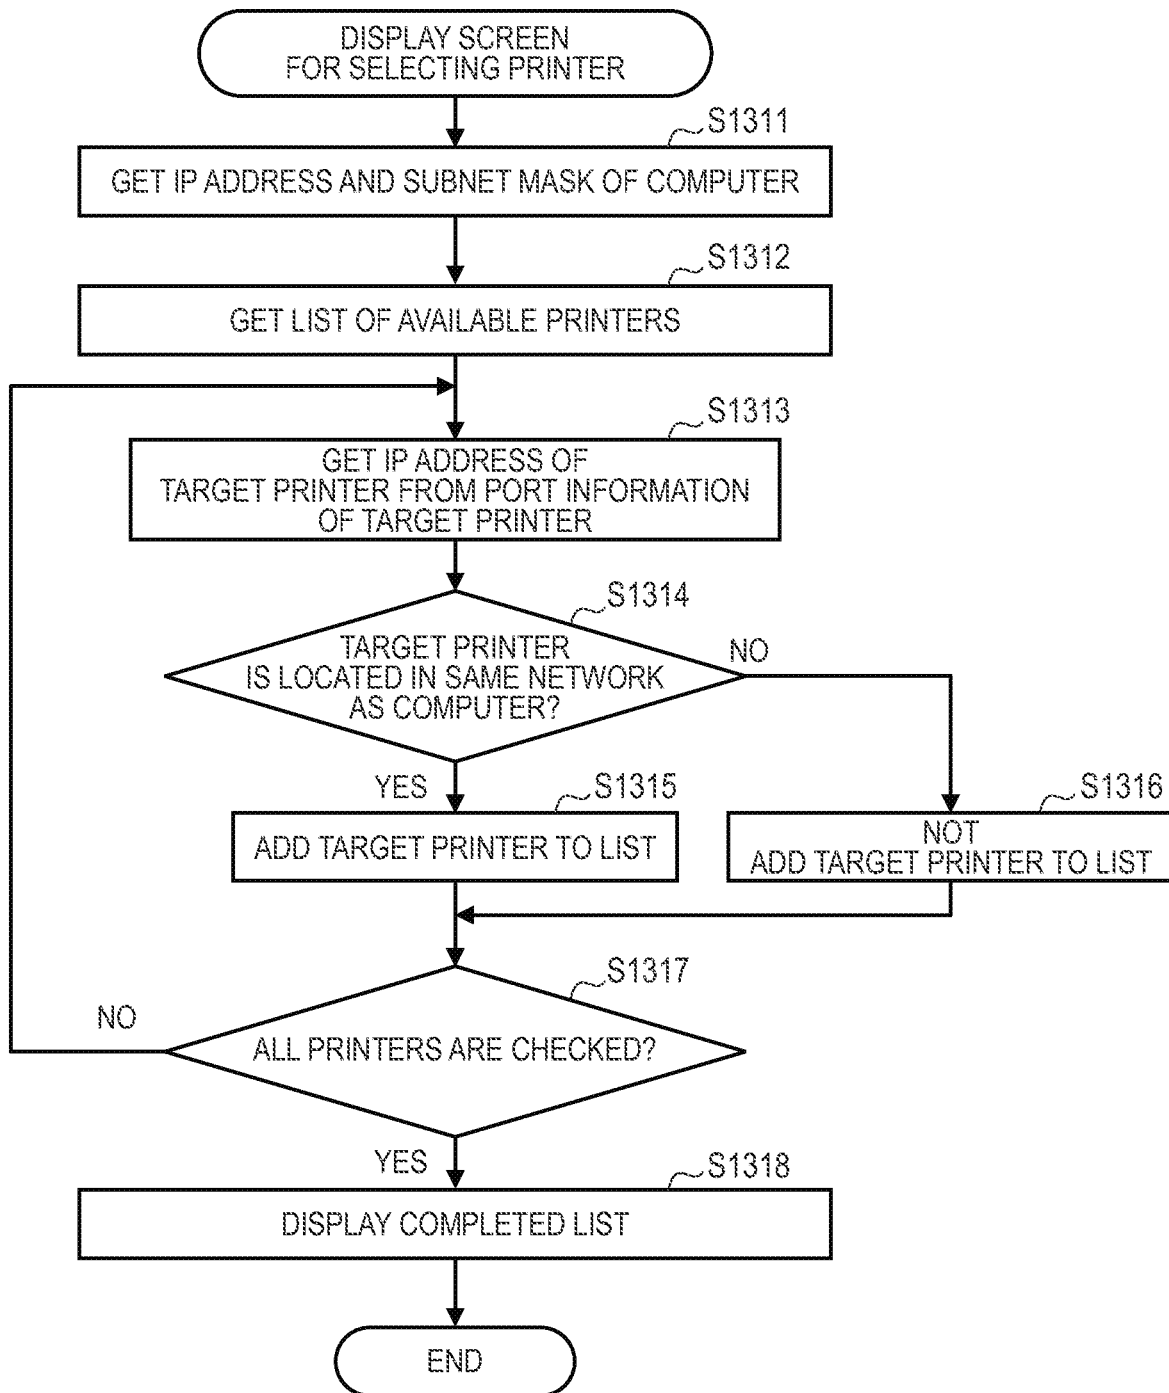 DISPLAY SCREEN
FOR SELECTING PRINTER
S1311
GET IP ADDRESS AND SUBNET MASK OF COMPUTER
S1312
GET LIST OF AVAILABLE PRINTERS
S1313
GET IP ADDRESS OF
TARGET PRINTER FROM PORT INFORMATION
OF TARGET PRINTER
S1314
TARGET PRINTER
IS LOCATED IN SAME NETWORK
AS COMPUTER?
NO
YES
S1315
ADD TARGET PRINTER TO LIST
S1316
NOT
ADD TARGET PRINTER TO LIST
S1317
ALL PRINTERS ARE CHECKED?
NO
YES
S1318
DISPLAY COMPLETED LIST
END